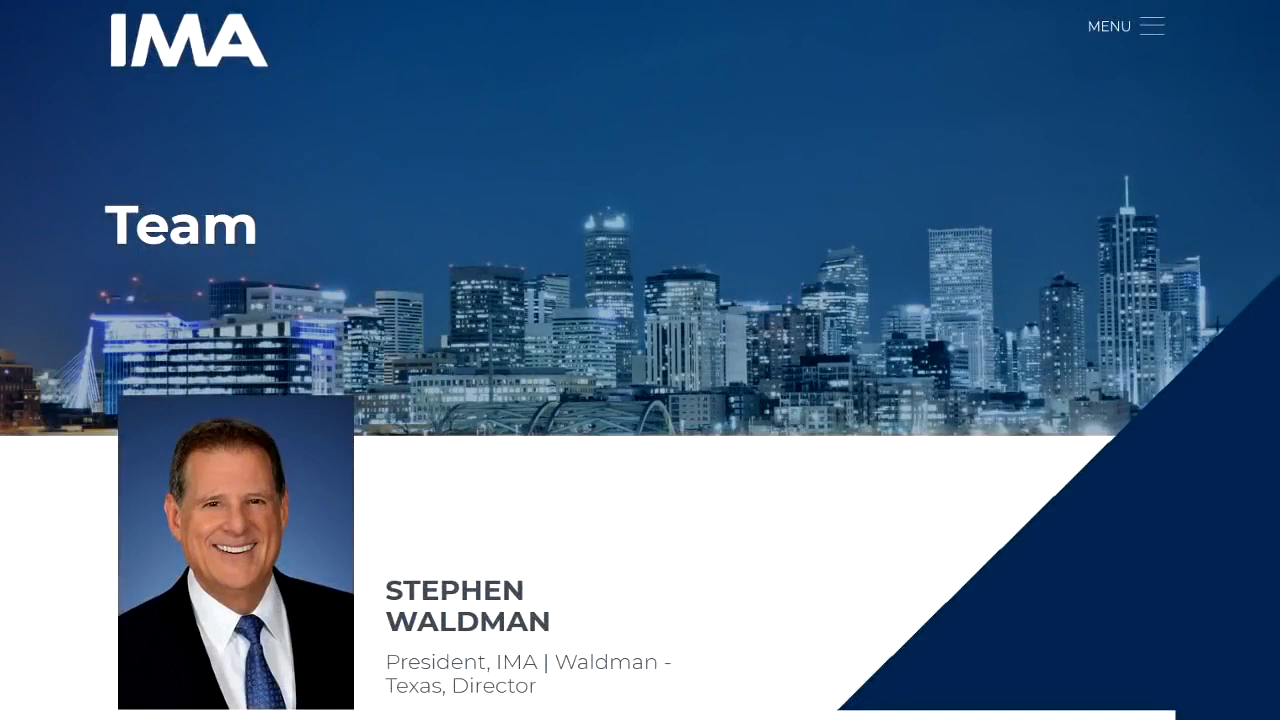 IMA
MENU
Team
STEPHEN
WALDMAN
President, IMA | Waldman -
Texas, Director